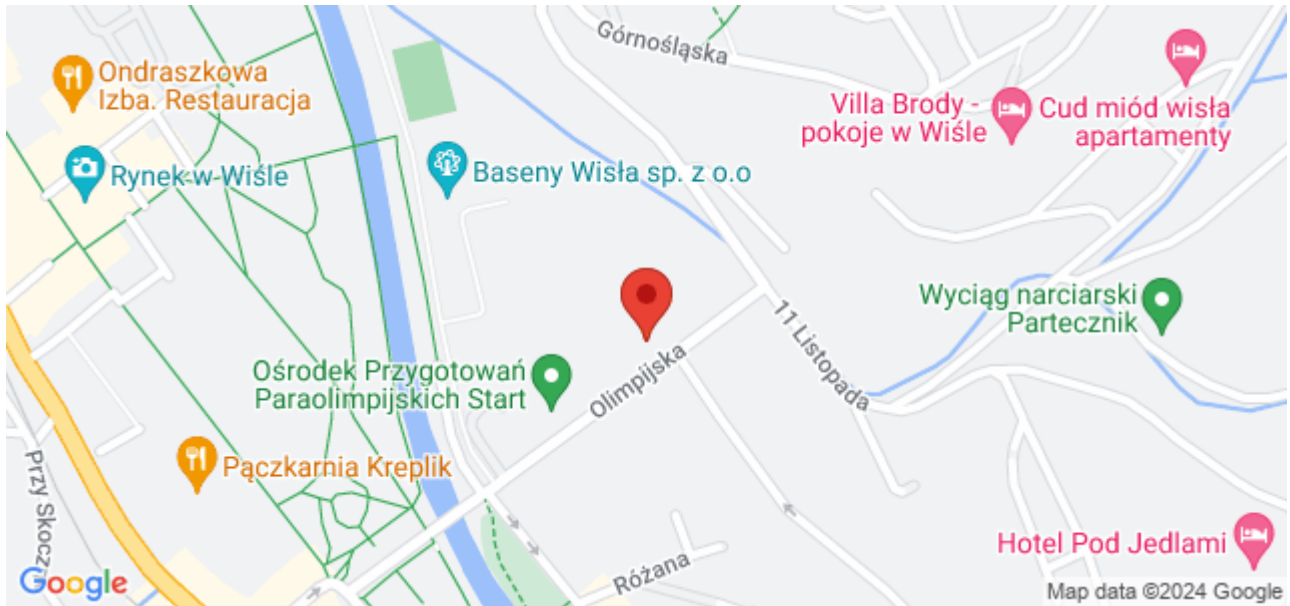 Górnośląska
Ondraszkowa
Izba. Restauracja
Villa Brody -
pokoje w Wiśle
Cud miód wisła
apartamenty
Rynek w Wiśle
Baseny Wisła sp. z o.o
Wyciąg narciarski
Partecznik
11 Listopada
Ośrodek Przygotowań
Paraolimpijskich Start
Olimpijska
Pączkarnia Kreplik
Przy Skocz
Hotel Pod Jedlami
Różana
Google
Map data ©2024 Google